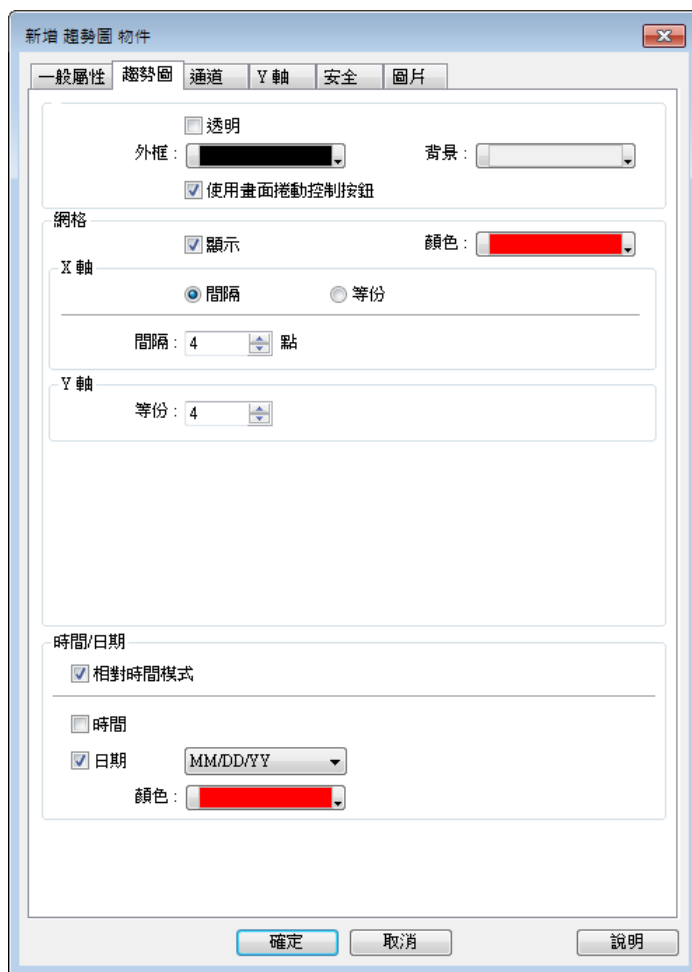 新增 趨勢圖 物件
一般屬性 趨勢圖 通道 Y 軸 安全 圖片
透明
外框 : 背景 :
使用畫面捲動控制按鈕
網格
顯示 顏色 :
X 軸
間隔 等份
間隔 : 4 點
Y 軸
等份 : 4
時間/日期
相對時間模式
時間
日期 MM/DD/YY
顏色 :
確定 取消 說明